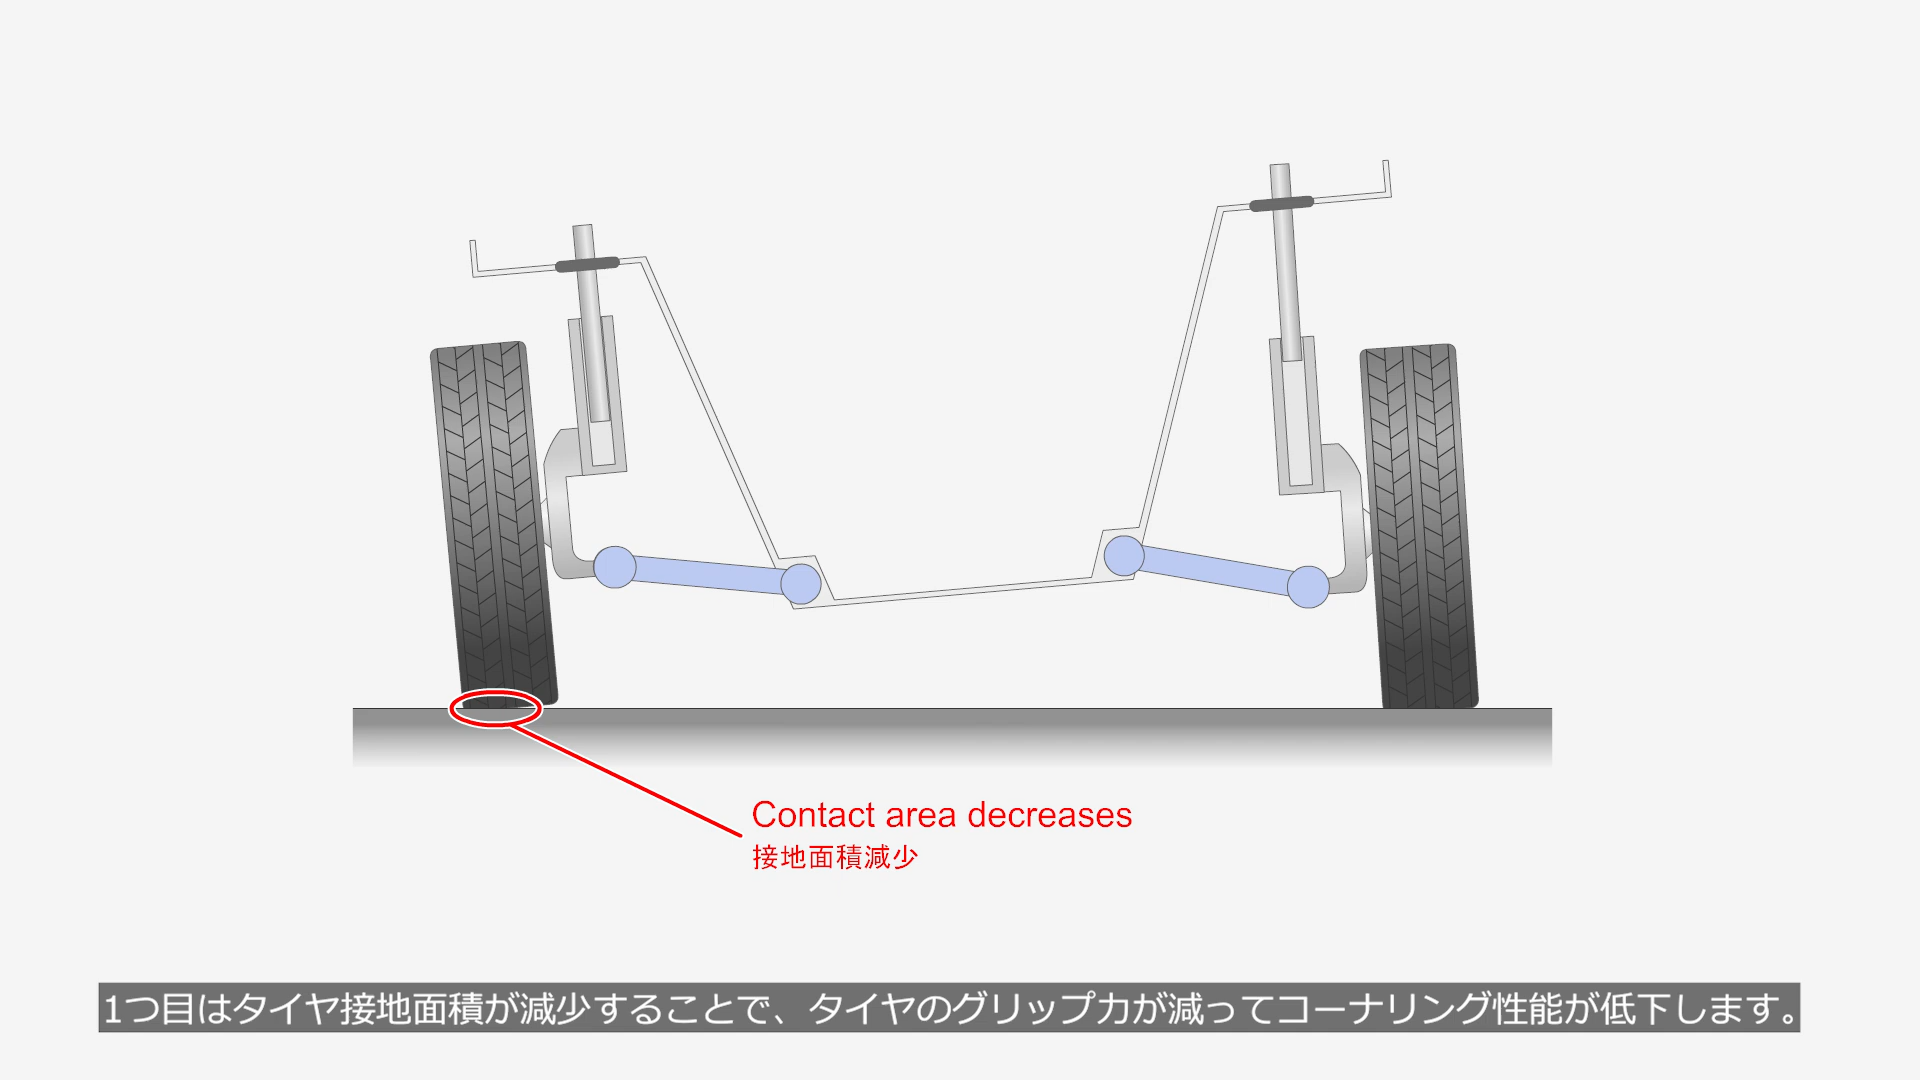 Contact area decreases
接地面積減少
1つ目はタイヤ接地面積が減少することで、タイヤのグリップ力が減ってコーナリング性能が低下します。